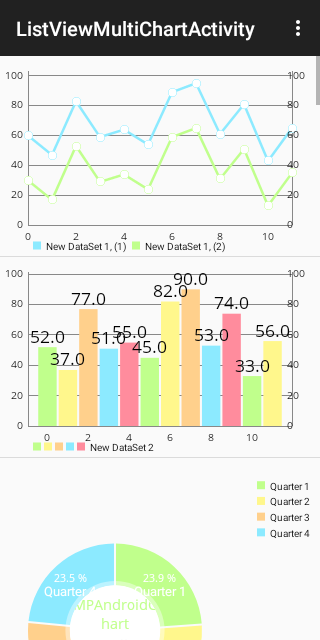 ListViewMultiChartActivity
100 100
80 80
60 60
40 40
20 20
0 0
0 2 4 6 8 10
New DataSet 1, (1) New DataSet 1, (2)
100 100
80 80
60 60
40 40
20 20
0 0
52.0 37.0 77.0 51.0 55.0 45.0 82.0 90.0 53.0 74.0 33.0 56.0
0 2 4 6 8 10
New DataSet 2
Quarter 1
Quarter 2
Quarter 3
Quarter 4
23.5 % 23.9 %
Quarter Quarter 1
MPAndroidC
hart